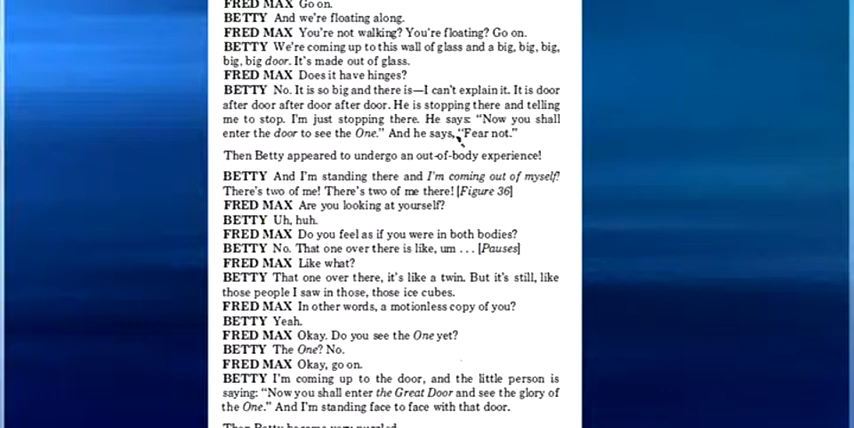 FRED MAX Go on.
BETTY And we're floating along.
FRED MAX You're not walking? You're floating? Go on.
BETTY We're coming up to this wall of glass and a big, big, big,
big, big door. It's made out of glass.
FRED MAX Does it have hinges?
BETTY No. It is so big and there is—I can't explain it. It is door
after door after door after door. He is stopping there and telling
me to stop. I'm just stopping there. He says: "Now you shall
enter the door to see the One." And he says, "Fear not."
Then Betty appeared to undergo an out-of-body experience!
BETTY And I'm standing there and I'm coming out of myself!
There's two of me! There's two of me there! [Figure 36]
FRED MAX Are you looking at yourself?
BETTY Uh, huh.
FRED MAX Do you feel as if you were in both bodies?
BETTY No. That one over there is like, um . . . [Pauses]
FRED MAX Like what?
BETTY That one over there, it's like a twin. But it's still, like
those people I saw in those, those ice cubes.
FRED MAX In other words, a motionless copy of you?
BETTY Yeah.
FRED MAX Okay. Do you see the One yet?
BETTY The One? No.
FRED MAX Okay, go on.
BETTY I'm coming up to the door, and the little person is
saying: "Now you shall enter the Great Door and see the glory of
the One." And I'm standing face to face with that door.
Then Betty became very puzzled.